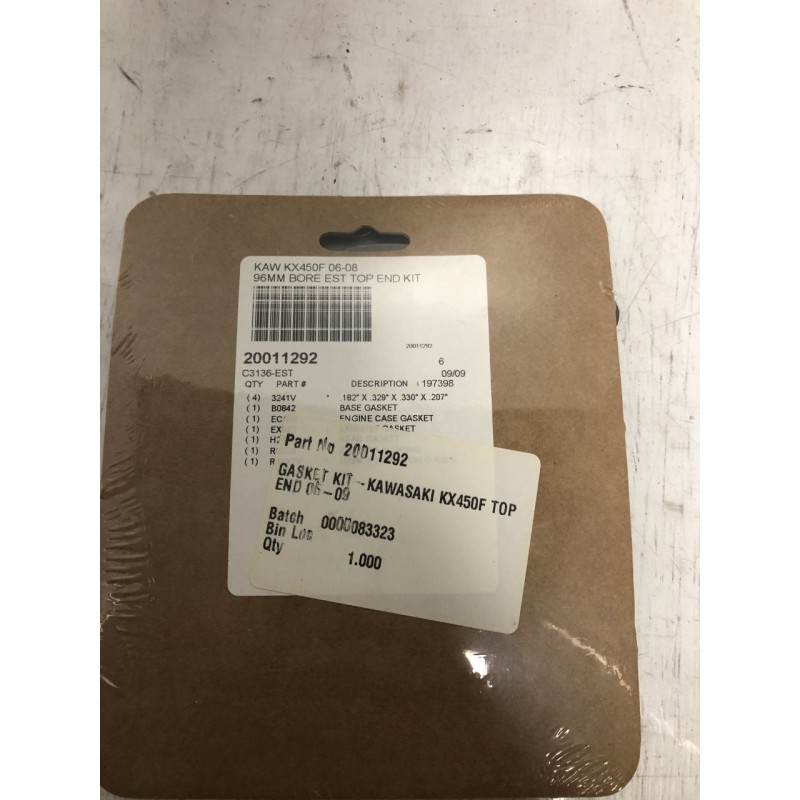 KAW KX450F 06-08
96MM BORE EST TOP END KIT
20011292
20011292 6
C3136-EST 09/09
QTY PART # DESCRIPTION 197398
(4) 3241V .182" X .329" X .330" X .207"
(1) B0842 BASE GASKET
(1) EC ENGINE CASE GASKET
(1) EX GASKET
(1)
(1) R
(1) R
Part No 20011292
GASKET KIT - KAWASAKI KX450F TOP
END 06-09
Batch 0000083323
Bin Loc
Qty 1.000